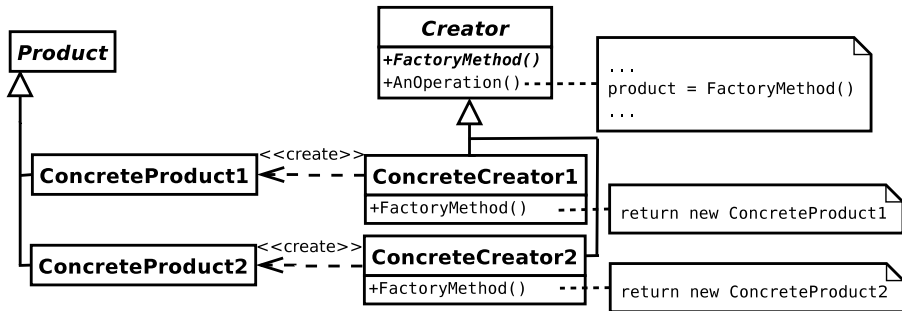 Creator
+FactoryMethod()
+AnOperation()
...
product = FactoryMethod()
...
Product
<<create>>
ConcreteProduct1
ConcreteCreator1
+FactoryMethod()
return new ConcreteProduct1
<<create>>
ConcreteProduct2
ConcreteCreator2
+FactoryMethod()
return new ConcreteProduct2